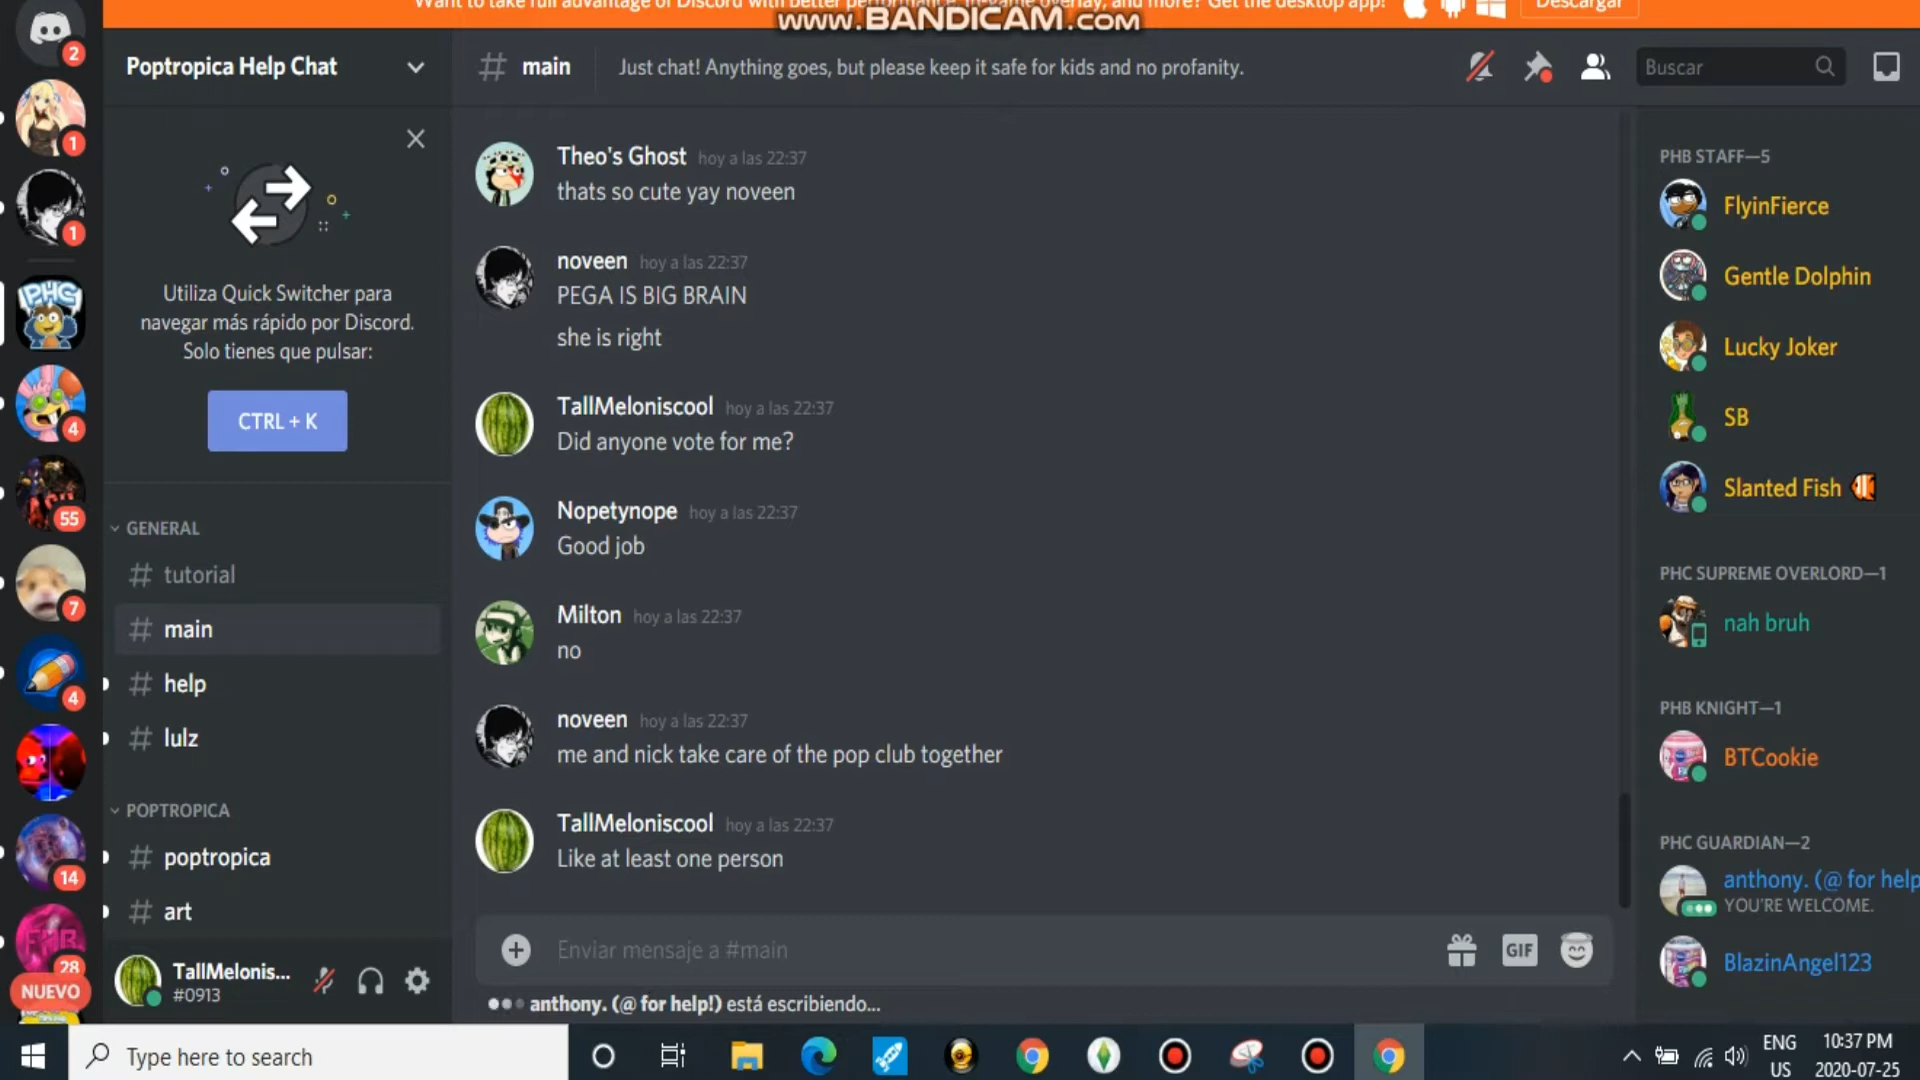 Want to take full advantage of Discord with better performance, in-game overlay, and more? Get the desktop app!
Descargar
www.BANDICAM.com
2
Poptropica Help Chat
main
Just chat! Anything goes, but please keep it safe for kids and no profanity.
Buscar
1
1
PHC
4
55
7
4
14
28
NUEVO
Utiliza Quick Switcher para
navegar más rápido por Discord.
Solo tienes que pulsar:
CTRL + K
GENERAL
# tutorial
# main
# help
# lulz
POPTROPICA
# poptropica
# art
TallMelonis...
#0913
Theo's Ghost hoy a las 22:37
thats so cute yay noveen
noveen hoy a las 22:37
PEGA IS BIG BRAIN
she is right
TallMeloniscool hoy a las 22:37
Did anyone vote for me?
Nopetynope hoy a las 22:37
Good job
Milton hoy a las 22:37
no
noveen hoy a las 22:37
me and nick take care of the pop club together
TallMeloniscool hoy a las 22:37
Like at least one person
Enviar mensaje a #main
GIF
anthony. (@ for help!) está escribiendo...
PHB STAFF—5
FlyinFierce
Gentle Dolphin
Lucky Joker
SB
Slanted Fish
PHC SUPREME OVERLORD—1
nah bruh
PHB KNIGHT—1
BTCookie
PHC GUARDIAN—2
anthony. (@ for help
YOU'RE WELCOME.
BlazinAngel123
Type here to search
ENG
US
10:37 PM
2020-07-25